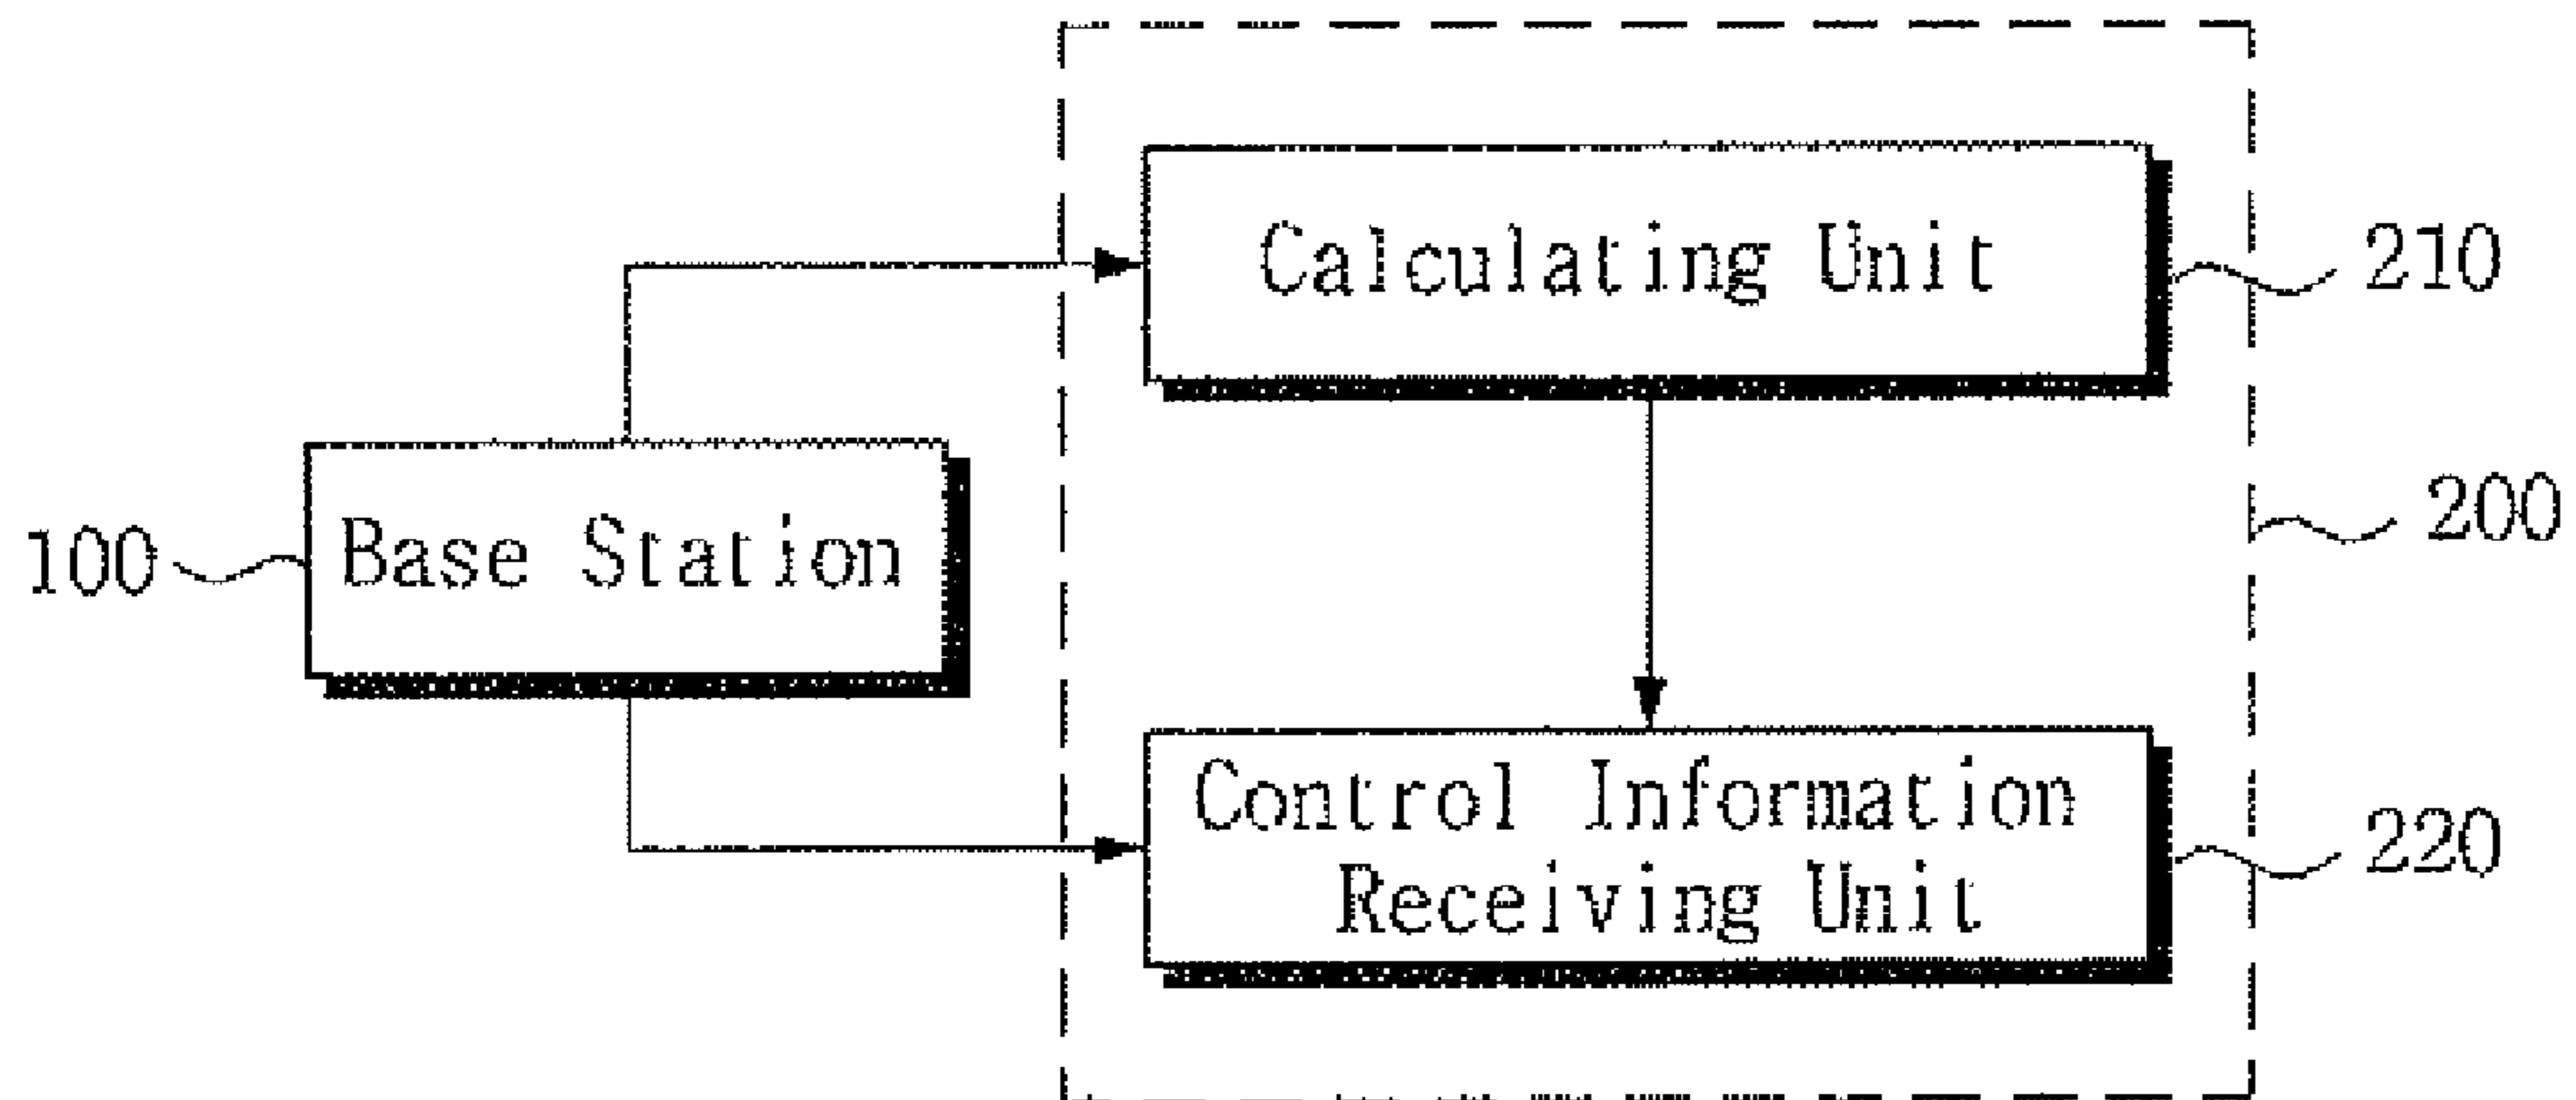 Calculating Unit
210
200
100
Base Station
Control Information
Receiving Unit
220